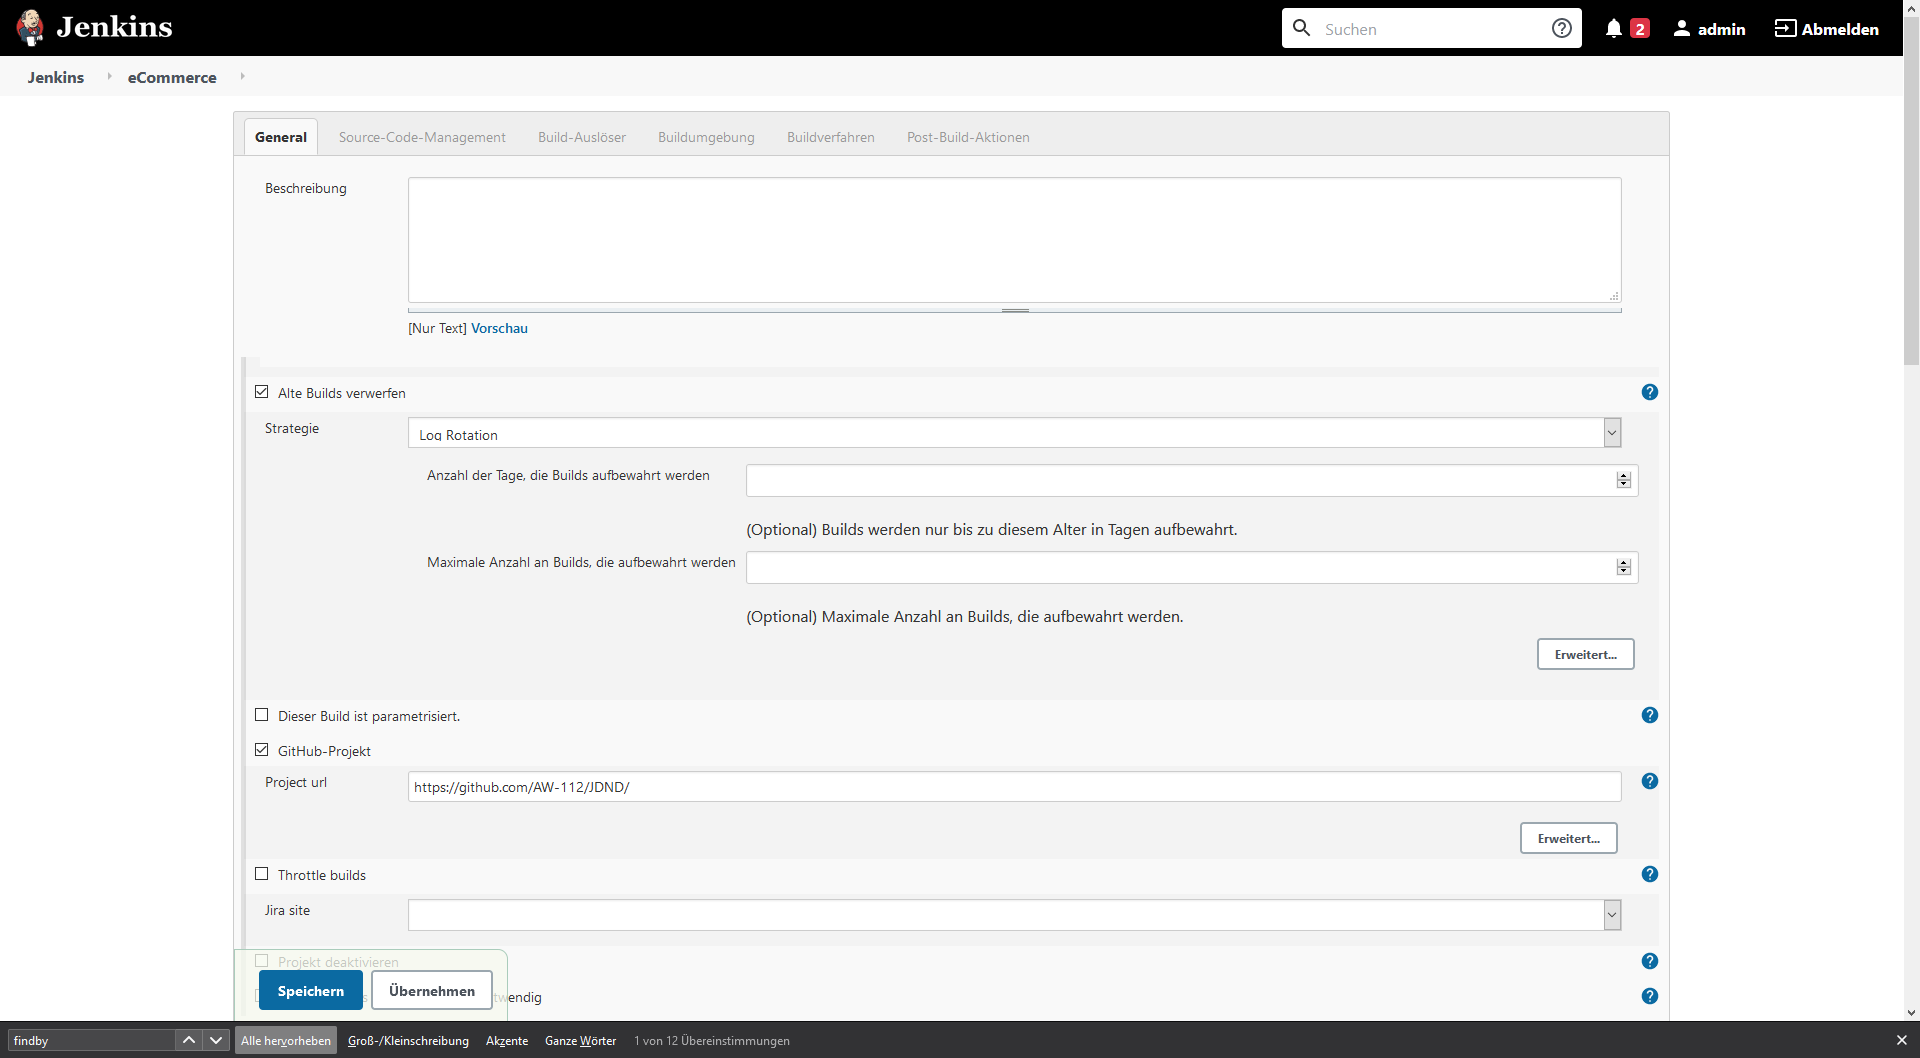 Jenkins
Suchen
2
admin
Abmelden
Jenkins
eCommerce
General
Source-Code-Management
Build-Auslöser
Buildumgebung
Buildverfahren
Post-Build-Aktionen
Beschreibung
[Nur Text] Vorschau
Alte Builds verwerfen
?
Strategie
Log Rotation
Anzahl der Tage, die Builds aufbewahrt werden
(Optional) Builds werden nur bis zu diesem Alter in Tagen aufbewahrt.
Maximale Anzahl an Builds, die aufbewahrt werden
(Optional) Maximale Anzahl an Builds, die aufbewahrt werden.
Erweitert...
Dieser Build ist parametrisiert.
?
GitHub-Projekt
Project url
https://github.com/AW-112/JDND/
?
Erweitert...
Throttle builds
?
Jira site
Projekt deaktivieren
?
Speichern
Übernehmen
?
findby
Alle hervorheben
Groß-/Kleinschreibung
Akzente
Ganze Wörter
1 von 12 Übereinstimmungen